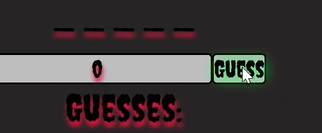 _ _ _ _ _
0 GUESS
GUESSES: